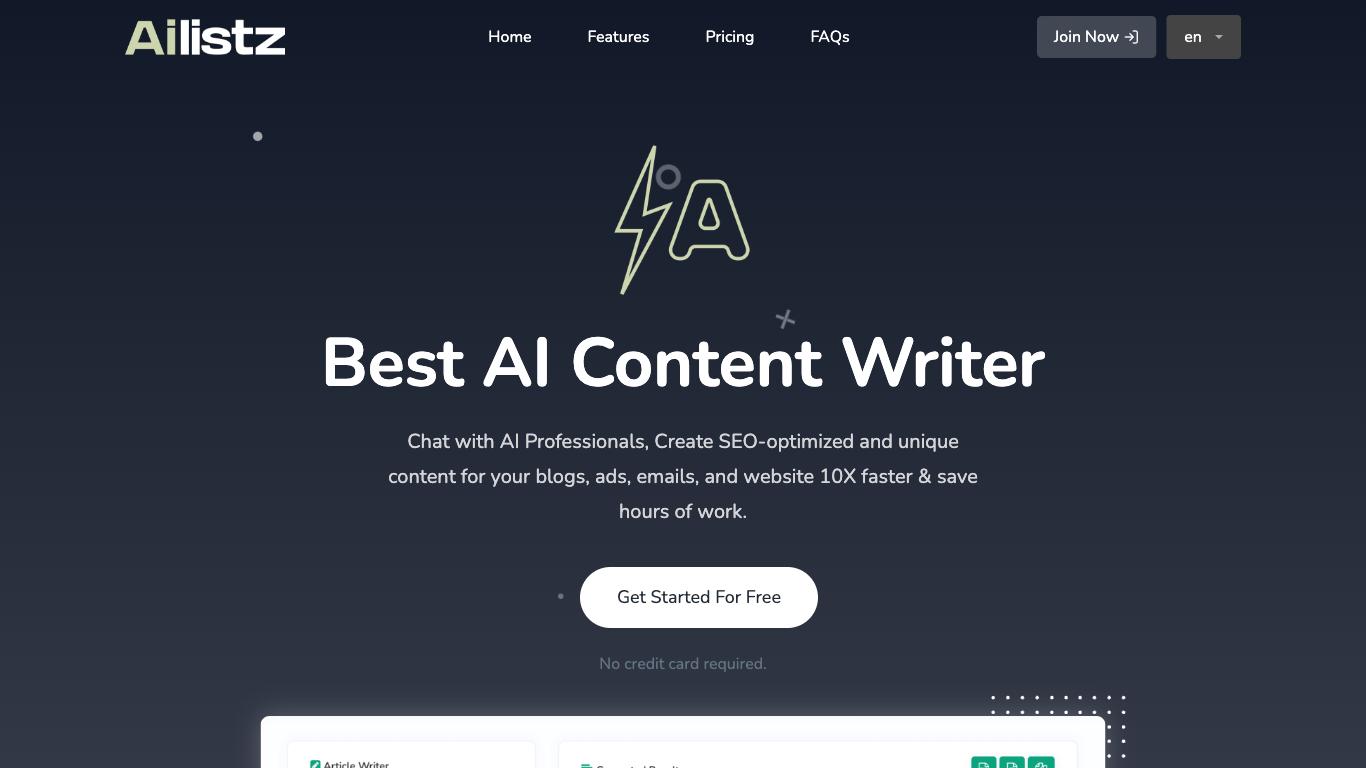 Ailistz
Home
Features
Pricing
FAQs
Join Now
en
A
Best AI Content Writer
Chat with AI Professionals, Create SEO-optimized and unique
content for your blogs, ads, emails, and website 10X faster & save
hours of work.
Get Started For Free
No credit card required.
Article Writer